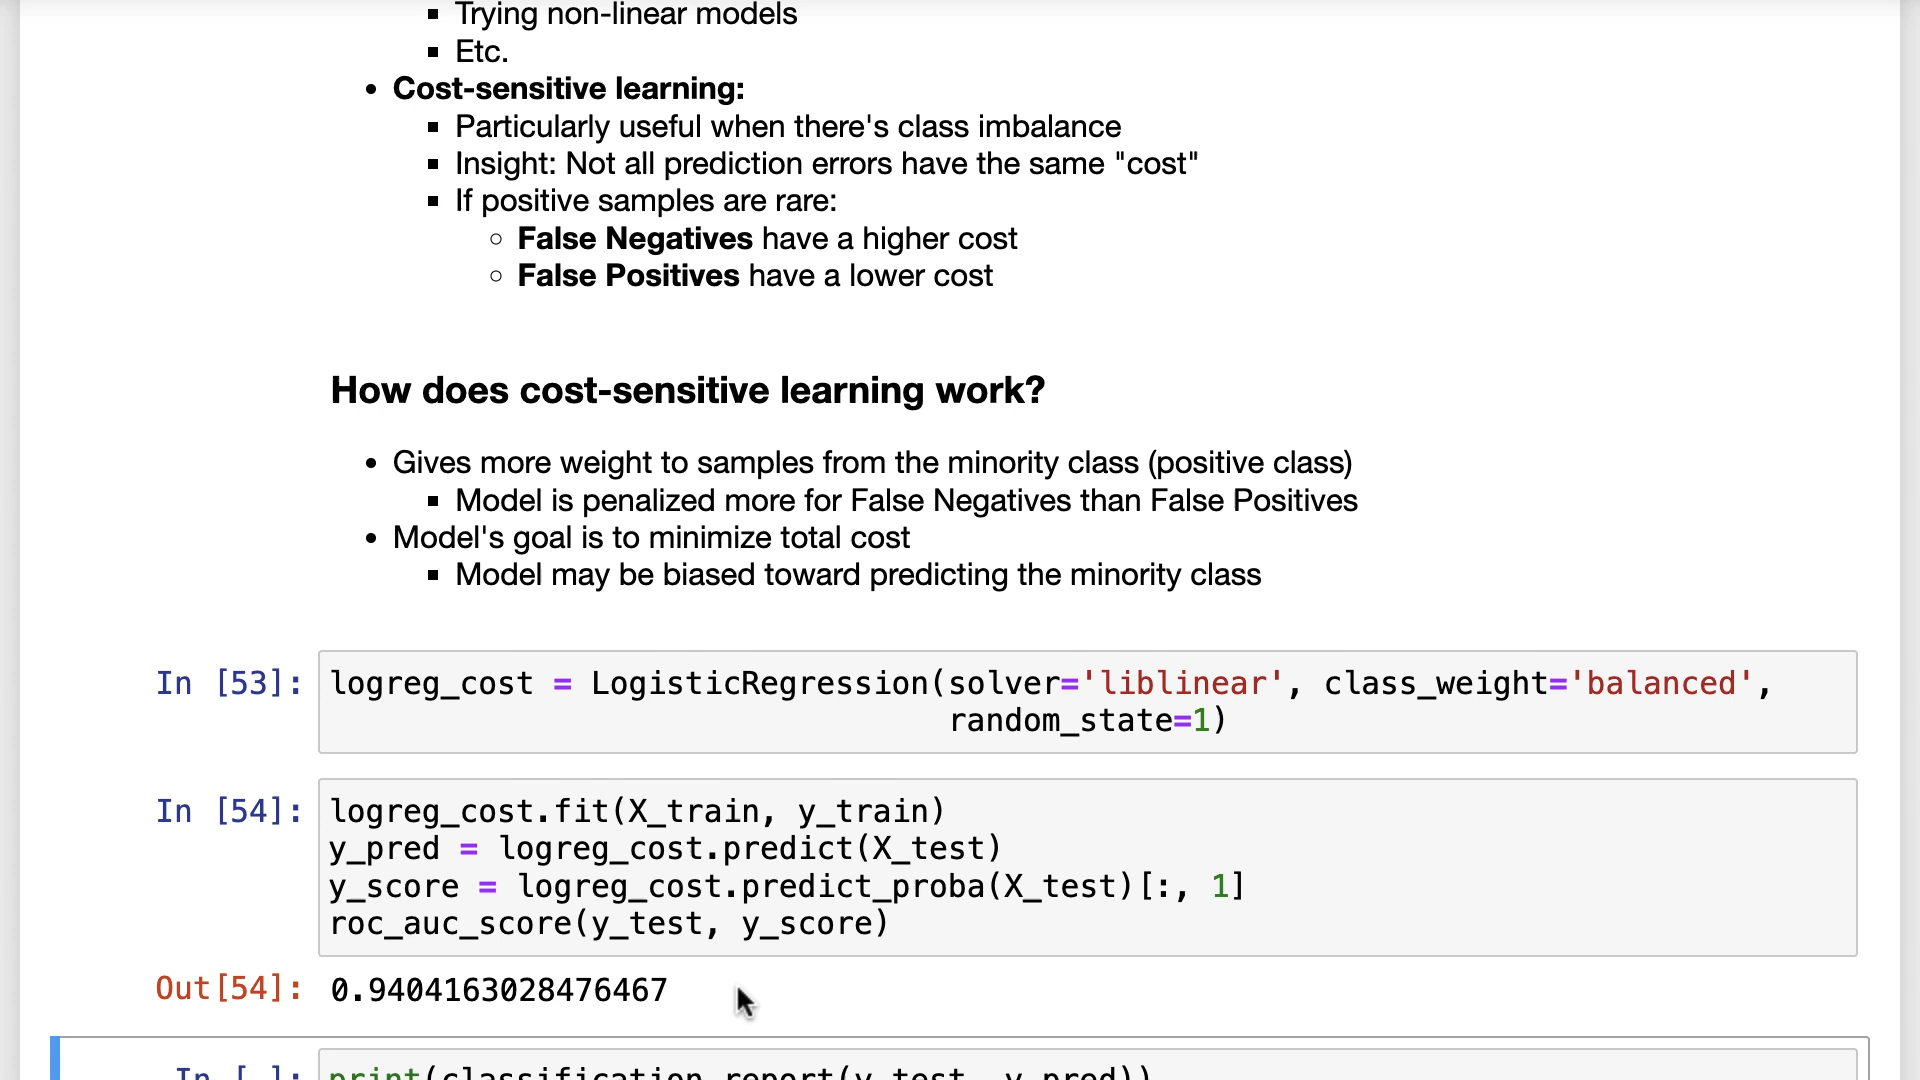 Trying non-linear models
Etc.
Cost-sensitive learning:
Particularly useful when there's class imbalance
Insight: Not all prediction errors have the same "cost"
If positive samples are rare:
False Negatives have a higher cost
False Positives have a lower cost
How does cost-sensitive learning work?
Gives more weight to samples from the minority class (positive class)
Model is penalized more for False Negatives than False Positives
Model's goal is to minimize total cost
Model may be biased toward predicting the minority class
In [53]: logreg_cost = LogisticRegression(solver='liblinear', class_weight='balanced',
random_state=1)
In [54]: logreg_cost.fit(X_train, y_train)
y_pred = logreg_cost.predict(X_test)
y_score = logreg_cost.predict_proba(X_test)[:, 1]
roc_auc_score(y_test, y_score)
Out[54]: 0.9404163028476467
In [ ]: print(classification_report(y_test, y_pred))